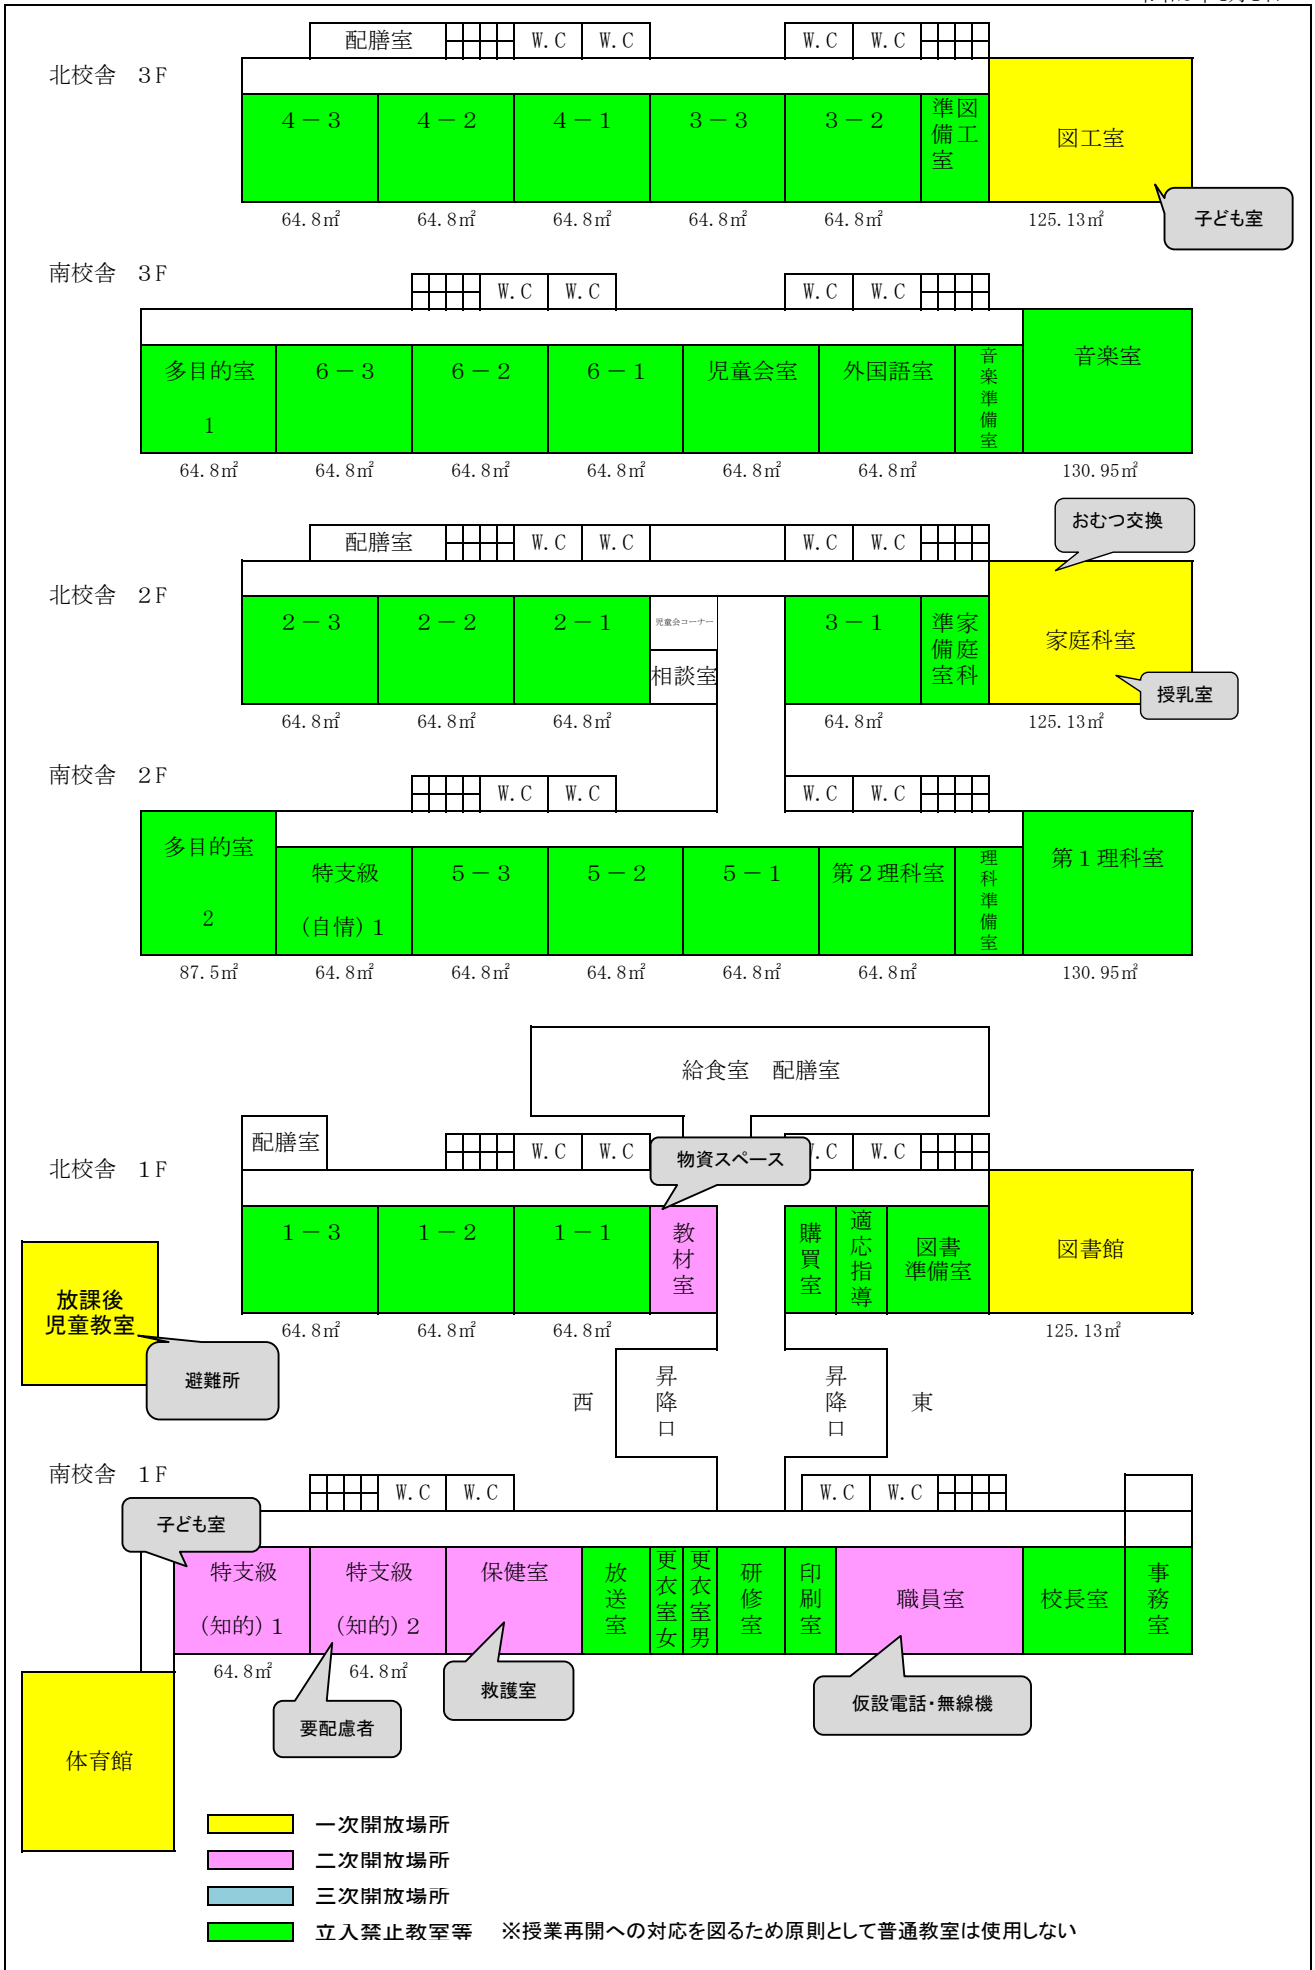 配膳室 W.C W.C W.C W.C
北校舎 3F
4－3 4－2 4－1 3－3 3－2 図工準備室 図工室
64.8㎡ 64.8㎡ 64.8㎡ 64.8㎡ 64.8㎡ 125.13㎡
子ども室
南校舎 3F
W.C W.C W.C W.C
多目的室 6－3 6－2 6－1 児童会室 外国語室 音楽準備室 音楽室
1
64.8㎡ 64.8㎡ 64.8㎡ 64.8㎡ 64.8㎡ 64.8㎡ 130.95㎡
おむつ交換
配膳室 W.C W.C W.C W.C
北校舎 2F
2－3 2－2 2－1 児童会コーナー 3－1 家庭科準備室 家庭科室
相談室
授乳室
64.8㎡ 64.8㎡ 64.8㎡ 64.8㎡ 125.13㎡
南校舎 2F
W.C W.C W.C W.C
多目的室 特支級 5－3 5－2 5－1 第2理科室 理科準備室 第1理科室
2 (自情)1
87.5㎡ 64.8㎡ 64.8㎡ 64.8㎡ 64.8㎡ 64.8㎡ 130.95㎡
給食室 配膳室
配膳室 W.C W.C 物資スペース W.C W.C
北校舎 1F
1－3 1－2 1－1 教材室 購買室 適応指導 図書 図書館
準備室
64.8㎡ 64.8㎡ 64.8㎡ 125.13㎡
放課後
児童教室
避難所
西 昇降口 昇降口 東
南校舎 1F
W.C W.C W.C W.C
子ども室
特支級 特支級 保健室 放送室 更衣室女 更衣室男 研修室 印刷室 職員室 校長室 事務室
(知的)1 (知的)2
64.8㎡ 64.8㎡
救護室
要配慮者
仮設電話・無線機
体育館
一次開放場所
二次開放場所
三次開放場所
立入禁止教室等 ※授業再開への対応を図るため原則として普通教室は使用しない